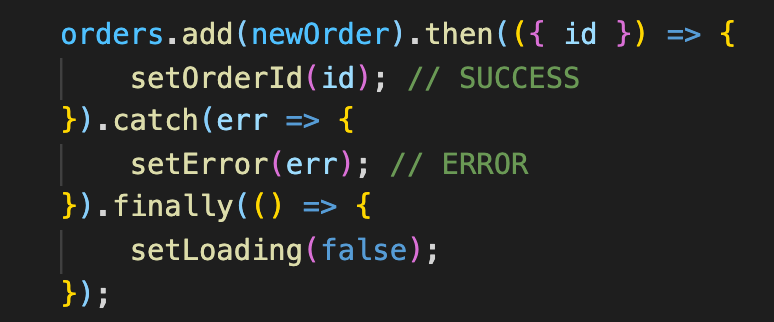 orders.add(newOrder).then(({ id }) => {
    setOrderId(id); // SUCCESS
}).catch(err => {
    setError(err); // ERROR
}).finally(() => {
    setLoading(false);
});